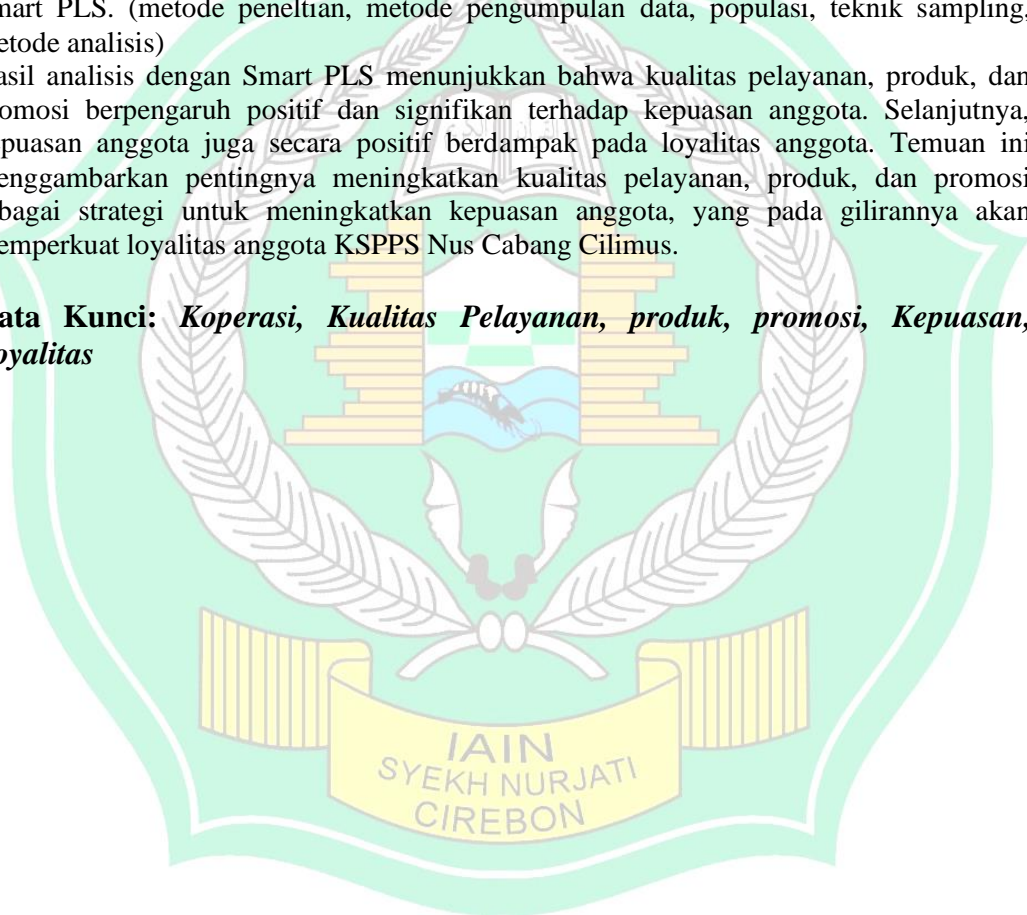 mart PLS. (metode peneltian, metode pengumpulan data, populasi, teknik sampling,
etode analisis)
asil analisis dengan Smart PLS menunjukkan bahwa kualitas pelayanan, produk, dan
omosi berpengaruh positif dan signifikan terhadap kepuasan anggota. Selanjutnya,
puasan anggota juga secara positif berdampak pada loyalitas anggota. Temuan ini
enggambarkan pentingnya meningkatkan kualitas pelayanan, produk, dan promosi
bagai strategi untuk meningkatkan kepuasan anggota, yang pada gilirannya akan
emperkuat loyalitas anggota KSPPS Nus Cabang Cilimus.
ata Kunci: Koperasi, Kualitas Pelayanan, produk, promosi, Kepuasan,
oyalitas
IAIN
SYEKH NURJATI
CIREBON